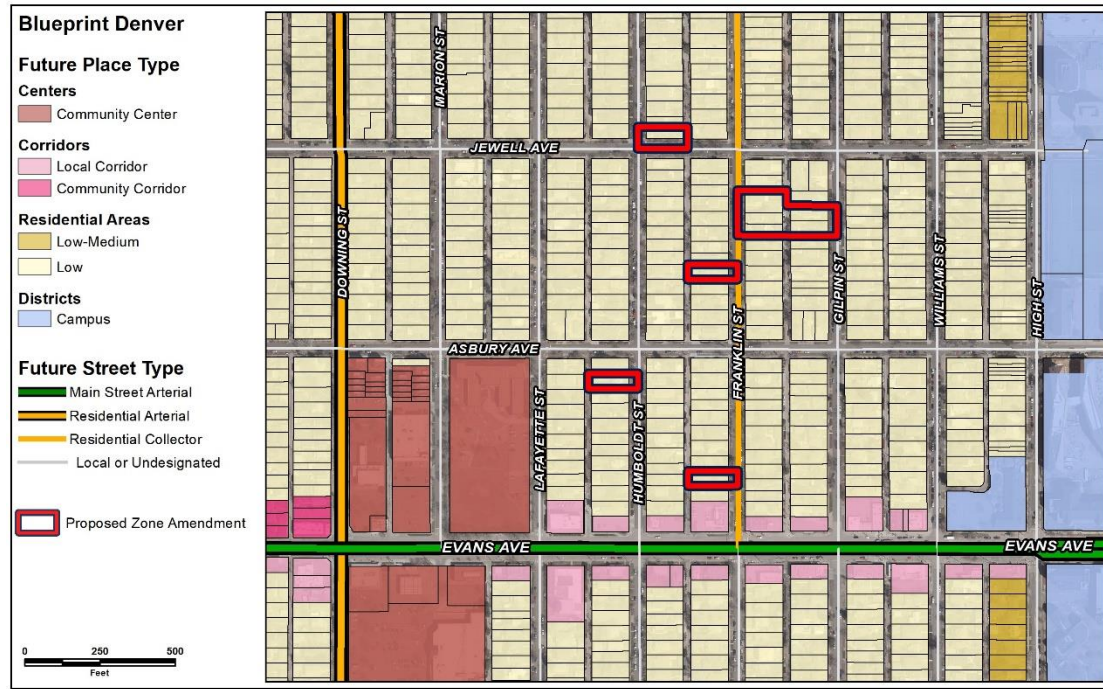 Blueprint Denver
Future Place Type
Centers
Community Center
Corridors
Local Corridor
Community Corridor
Residential Areas
Low-Medium
Low
Districts
Campus
Future Street Type
Main Street Arterial
Residential Arterial
Residential Collector
Local or Undesignated
Proposed Zone Amendment
0 250 500
Feet
MARION ST
JEWELL AVE
DOWNING ST
GILPIN ST
WILLIAMS ST
HIGH ST
FRANKLIN ST
ASBURY AVE
LAFAYETTE ST
HUMBOLDT ST
EVANS AVE
EVANS AVE